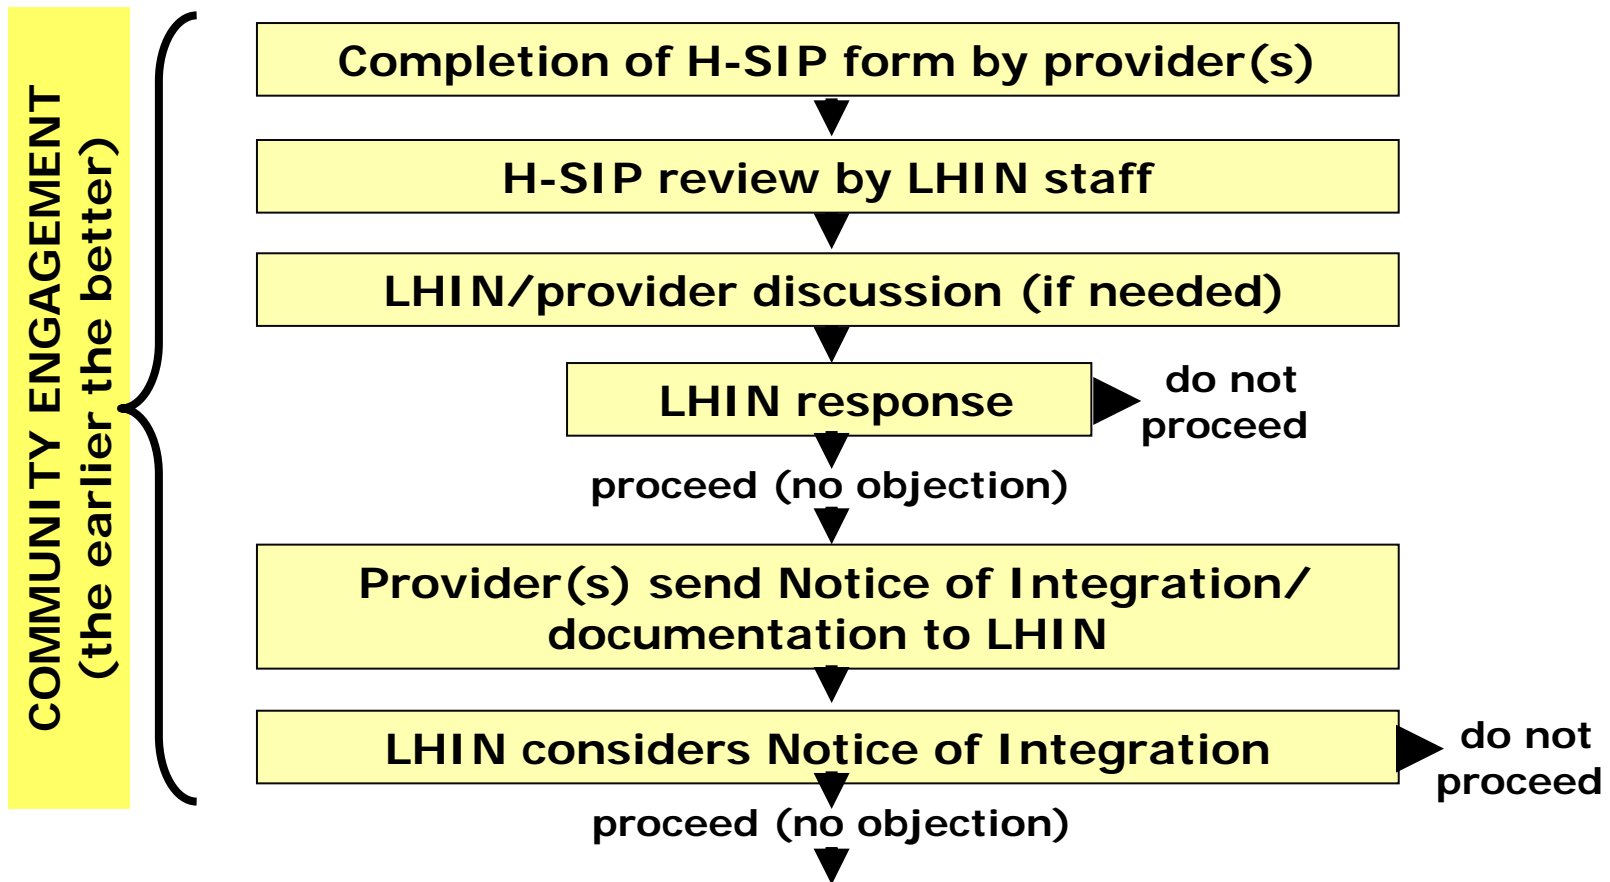 COMMUNITY ENGAGEMENT
(the earlier the better)
Completion of H-SIP form by provider(s)
H-SIP review by LHIN staff
LHIN/provider discussion (if needed)
LHIN response
do not
proceed
proceed (no objection)
Provider(s) send Notice of Integration/
documentation to LHIN
LHIN considers Notice of Integration
do not
proceed
proceed (no objection)